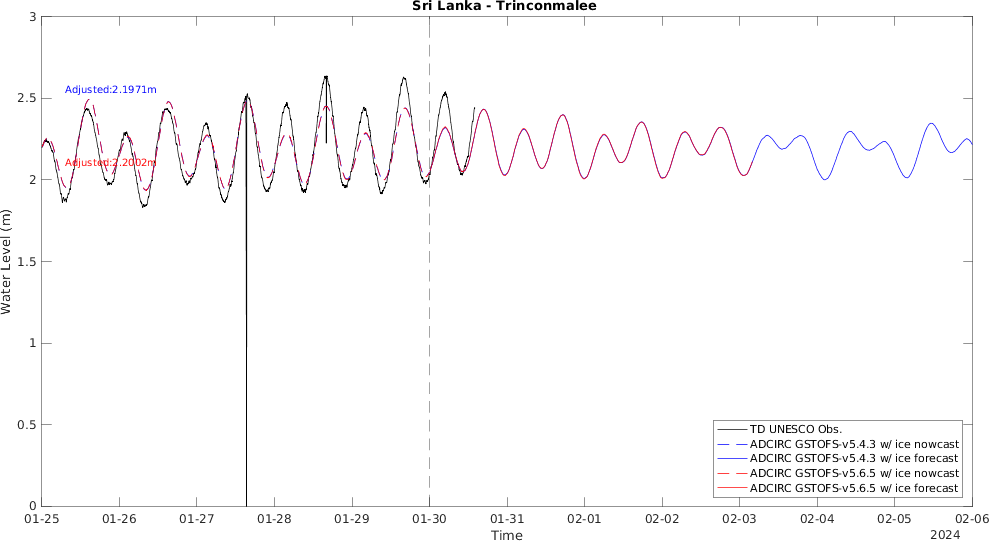 Sri Lanka - Trinconmalee
3
2.5
2
1.5
1
0.5
0
Water Level (m)
Adjusted:2.1971m
Adjusted:2.2002m
TD UNESCO Obs.
ADCIRC GSTOFS-v5.4.3 w/ ice nowcast
ADCIRC GSTOFS-v5.4.3 w/ ice forecast
ADCIRC GSTOFS-v5.6.5 w/ ice nowcast
ADCIRC GSTOFS-v5.6.5 w/ ice forecast
01-25 01-26 01-27 01-28 01-29 01-30 01-31 02-01 02-02 02-03 02-04 02-05 02-06
Time
2024